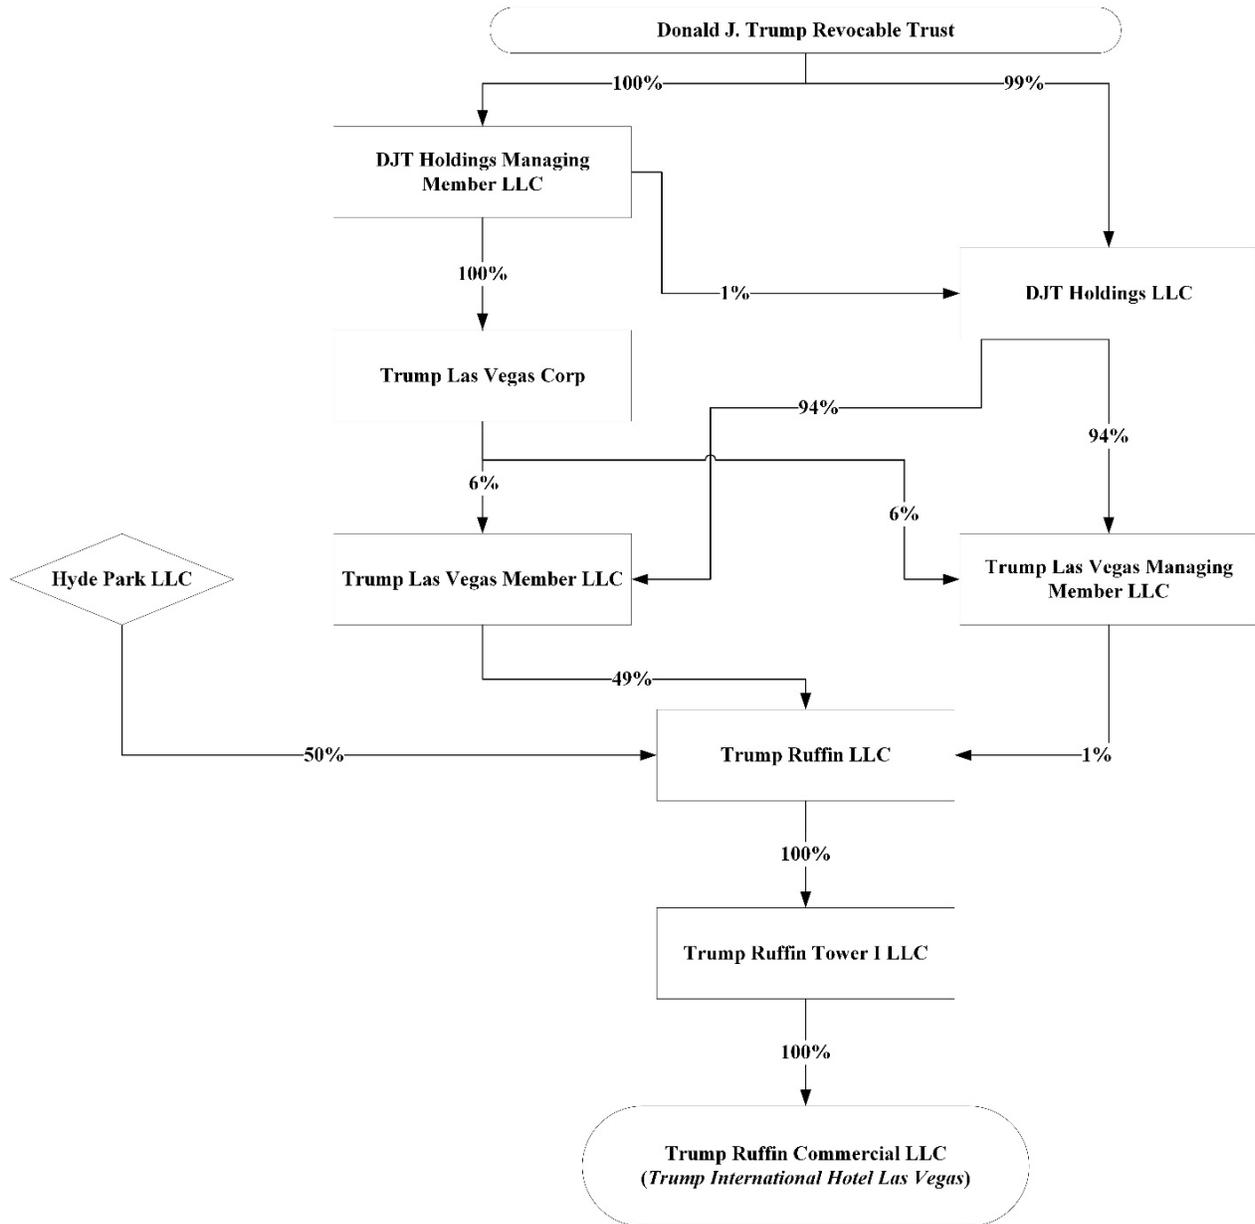 Donald J. Trump Revocable Trust
100%
99%
DJT Holdings Managing
Member LLC
100%
1%
DJT Holdings LLC
Trump Las Vegas Corp
94%
94%
6%
6%
Hyde Park LLC
Trump Las Vegas Member LLC
Trump Las Vegas Managing
Member LLC
49%
50%
Trump Ruffin LLC
1%
100%
Trump Ruffin Tower I LLC
100%
Trump Ruffin Commercial LLC
(Trump International Hotel Las Vegas)